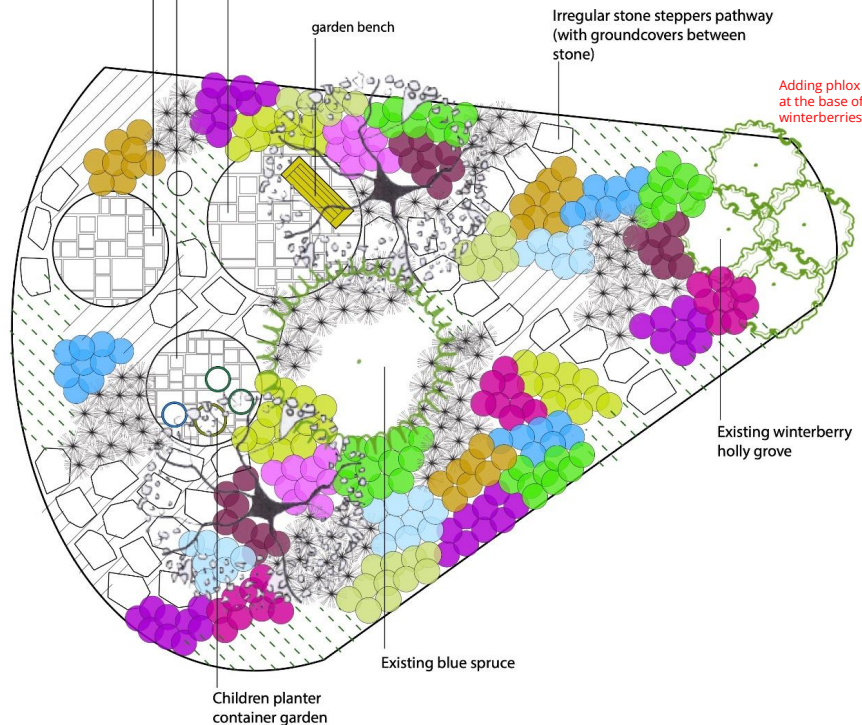 garden bench
Irregular stone steppers pathway
(with groundcovers between
stone)
Adding phlox
at the base of
winterberries
Existing winterberry
holly grove
Existing blue spruce
Children planter
container garden